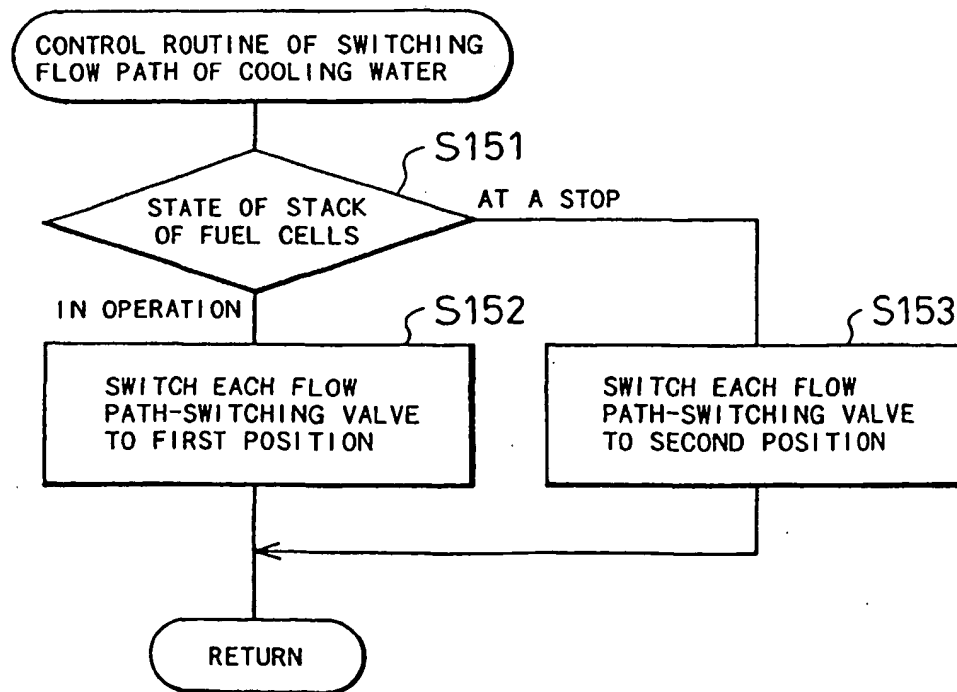 CONTROL ROUTINE OF SWITCHING
FLOW PATH OF COOLING WATER
S151
STATE OF STACK
OF FUEL CELLS
AT A STOP
IN OPERATION
S152
SWITCH EACH FLOW
PATH-SWITCHING VALVE
TO FIRST POSITION
S153
SWITCH EACH FLOW
PATH-SWITCHING VALVE
TO SECOND POSITION
RETURN